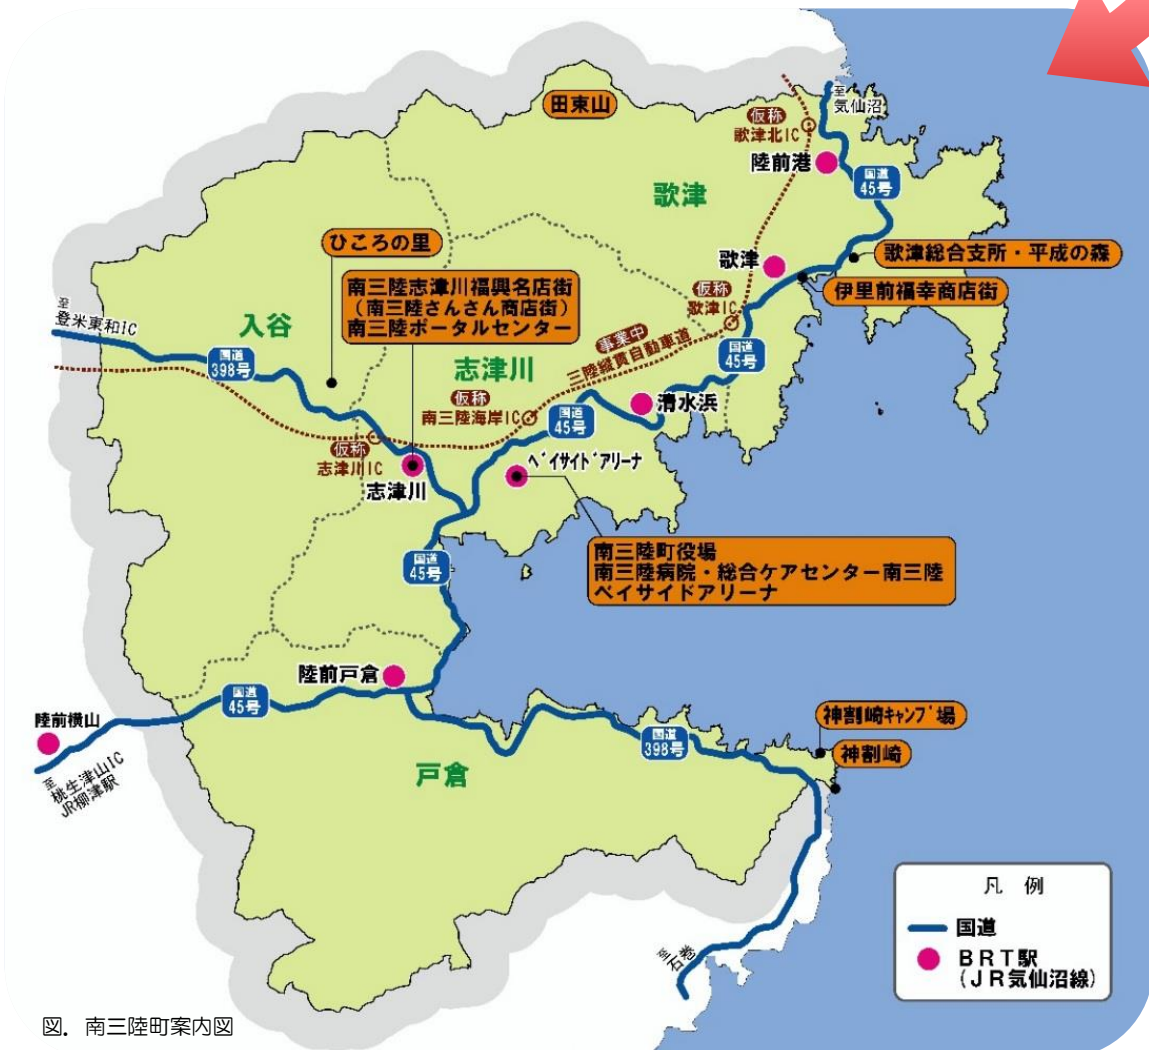 田束山
仮称
歌津北IC
至
気仙沼
陸前港
国道
45号
歌津
ひころの里
歌津
歌津総合支所・平成の森
伊里前福幸商店街
南三陸志津川福興名店街
(南三陸さんさん商店街)
南三陸ポータルセンター
仮称
歌津IC
至
登米東和IC
入谷
国道
398号
事業中
三陸縦貫自動車道
国道
45号
志津川
仮称
南三陸海岸IC
国道
45号
清水浜
仮称
志津川IC
志津川
ベイサイドアリーナ
南三陸町役場
南三陸病院・総合ケアセンター南三陸
ベイサイドアリーナ
国道
45号
陸前戸倉
国道
45号
陸前横山
至
桃生津山IC
JR柳津駅
戸倉
国道
398号
神割崎キャンプ場
神割崎
至
石巻
凡 例
国道
BRT駅
(JR気仙沼線)
図. 南三陸町案内図